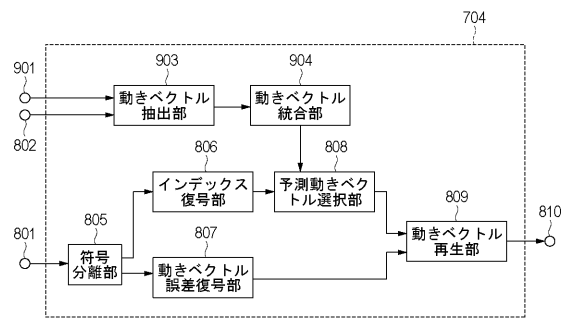 704
901
903
904
動きベクトル
抽出部
動きベクトル
統合部
802
806
808
インデックス
復号部
予測動きベク
トル選択部
805
809
810
801
符号
分離部
807
動きベクトル
再生部
動きベクトル
誤差復号部